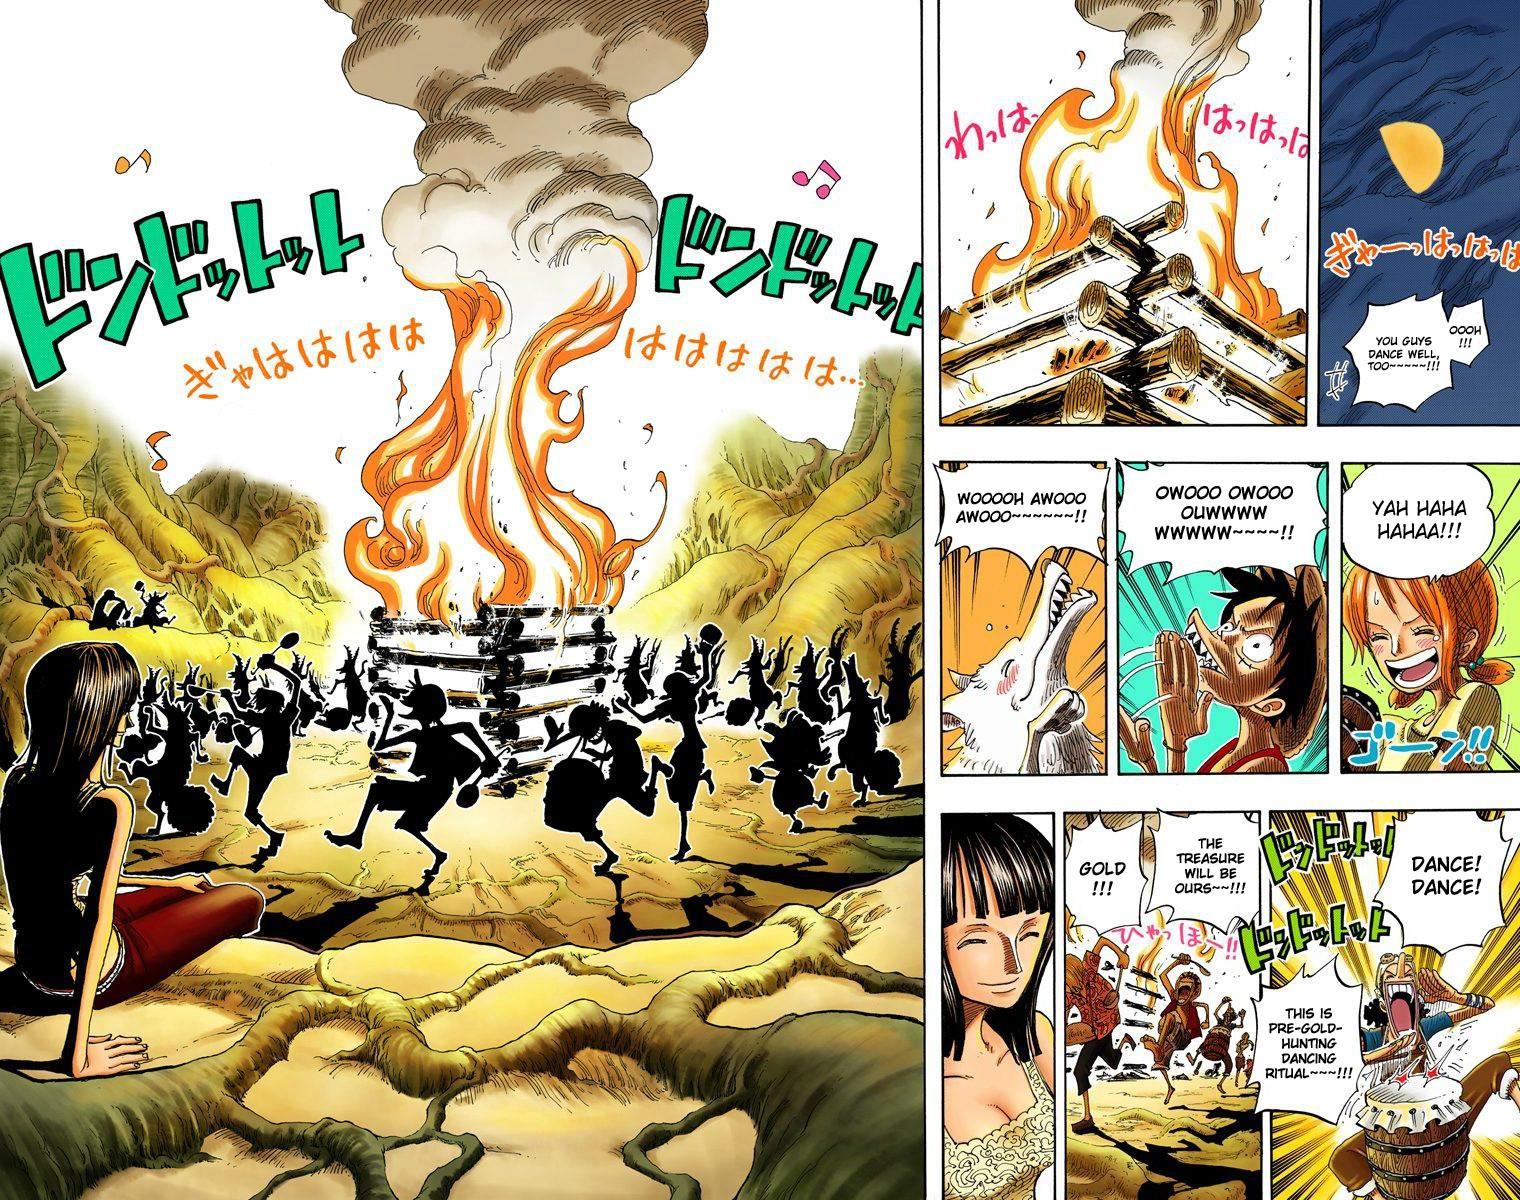 ぎゃーっはっはっは
OOOH
!!!
YOU GUYS
DANCE WELL,
TOO~~~~~!!!
わっはっ
はっはっは
YAH HAHA
HAHAA!!!
ゴーン!!
OWOOO OWOOO
OUWWWW
WWWWW~~~~!!
WOOOOH AWOOO
AWOOO~~~~~~!!
DANCE!
DANCE!
ドンドットット
ドンドットット
THIS IS
PRE-GOLD-
HUNTING
DANCING
RITUAL~~~!!!
THE
TREASURE
WILL BE
OURS~~!!!
GOLD
!!!
ひゃっほー!!
ドンドットット
ドンドットット
ぎゃはははは
ははははは…